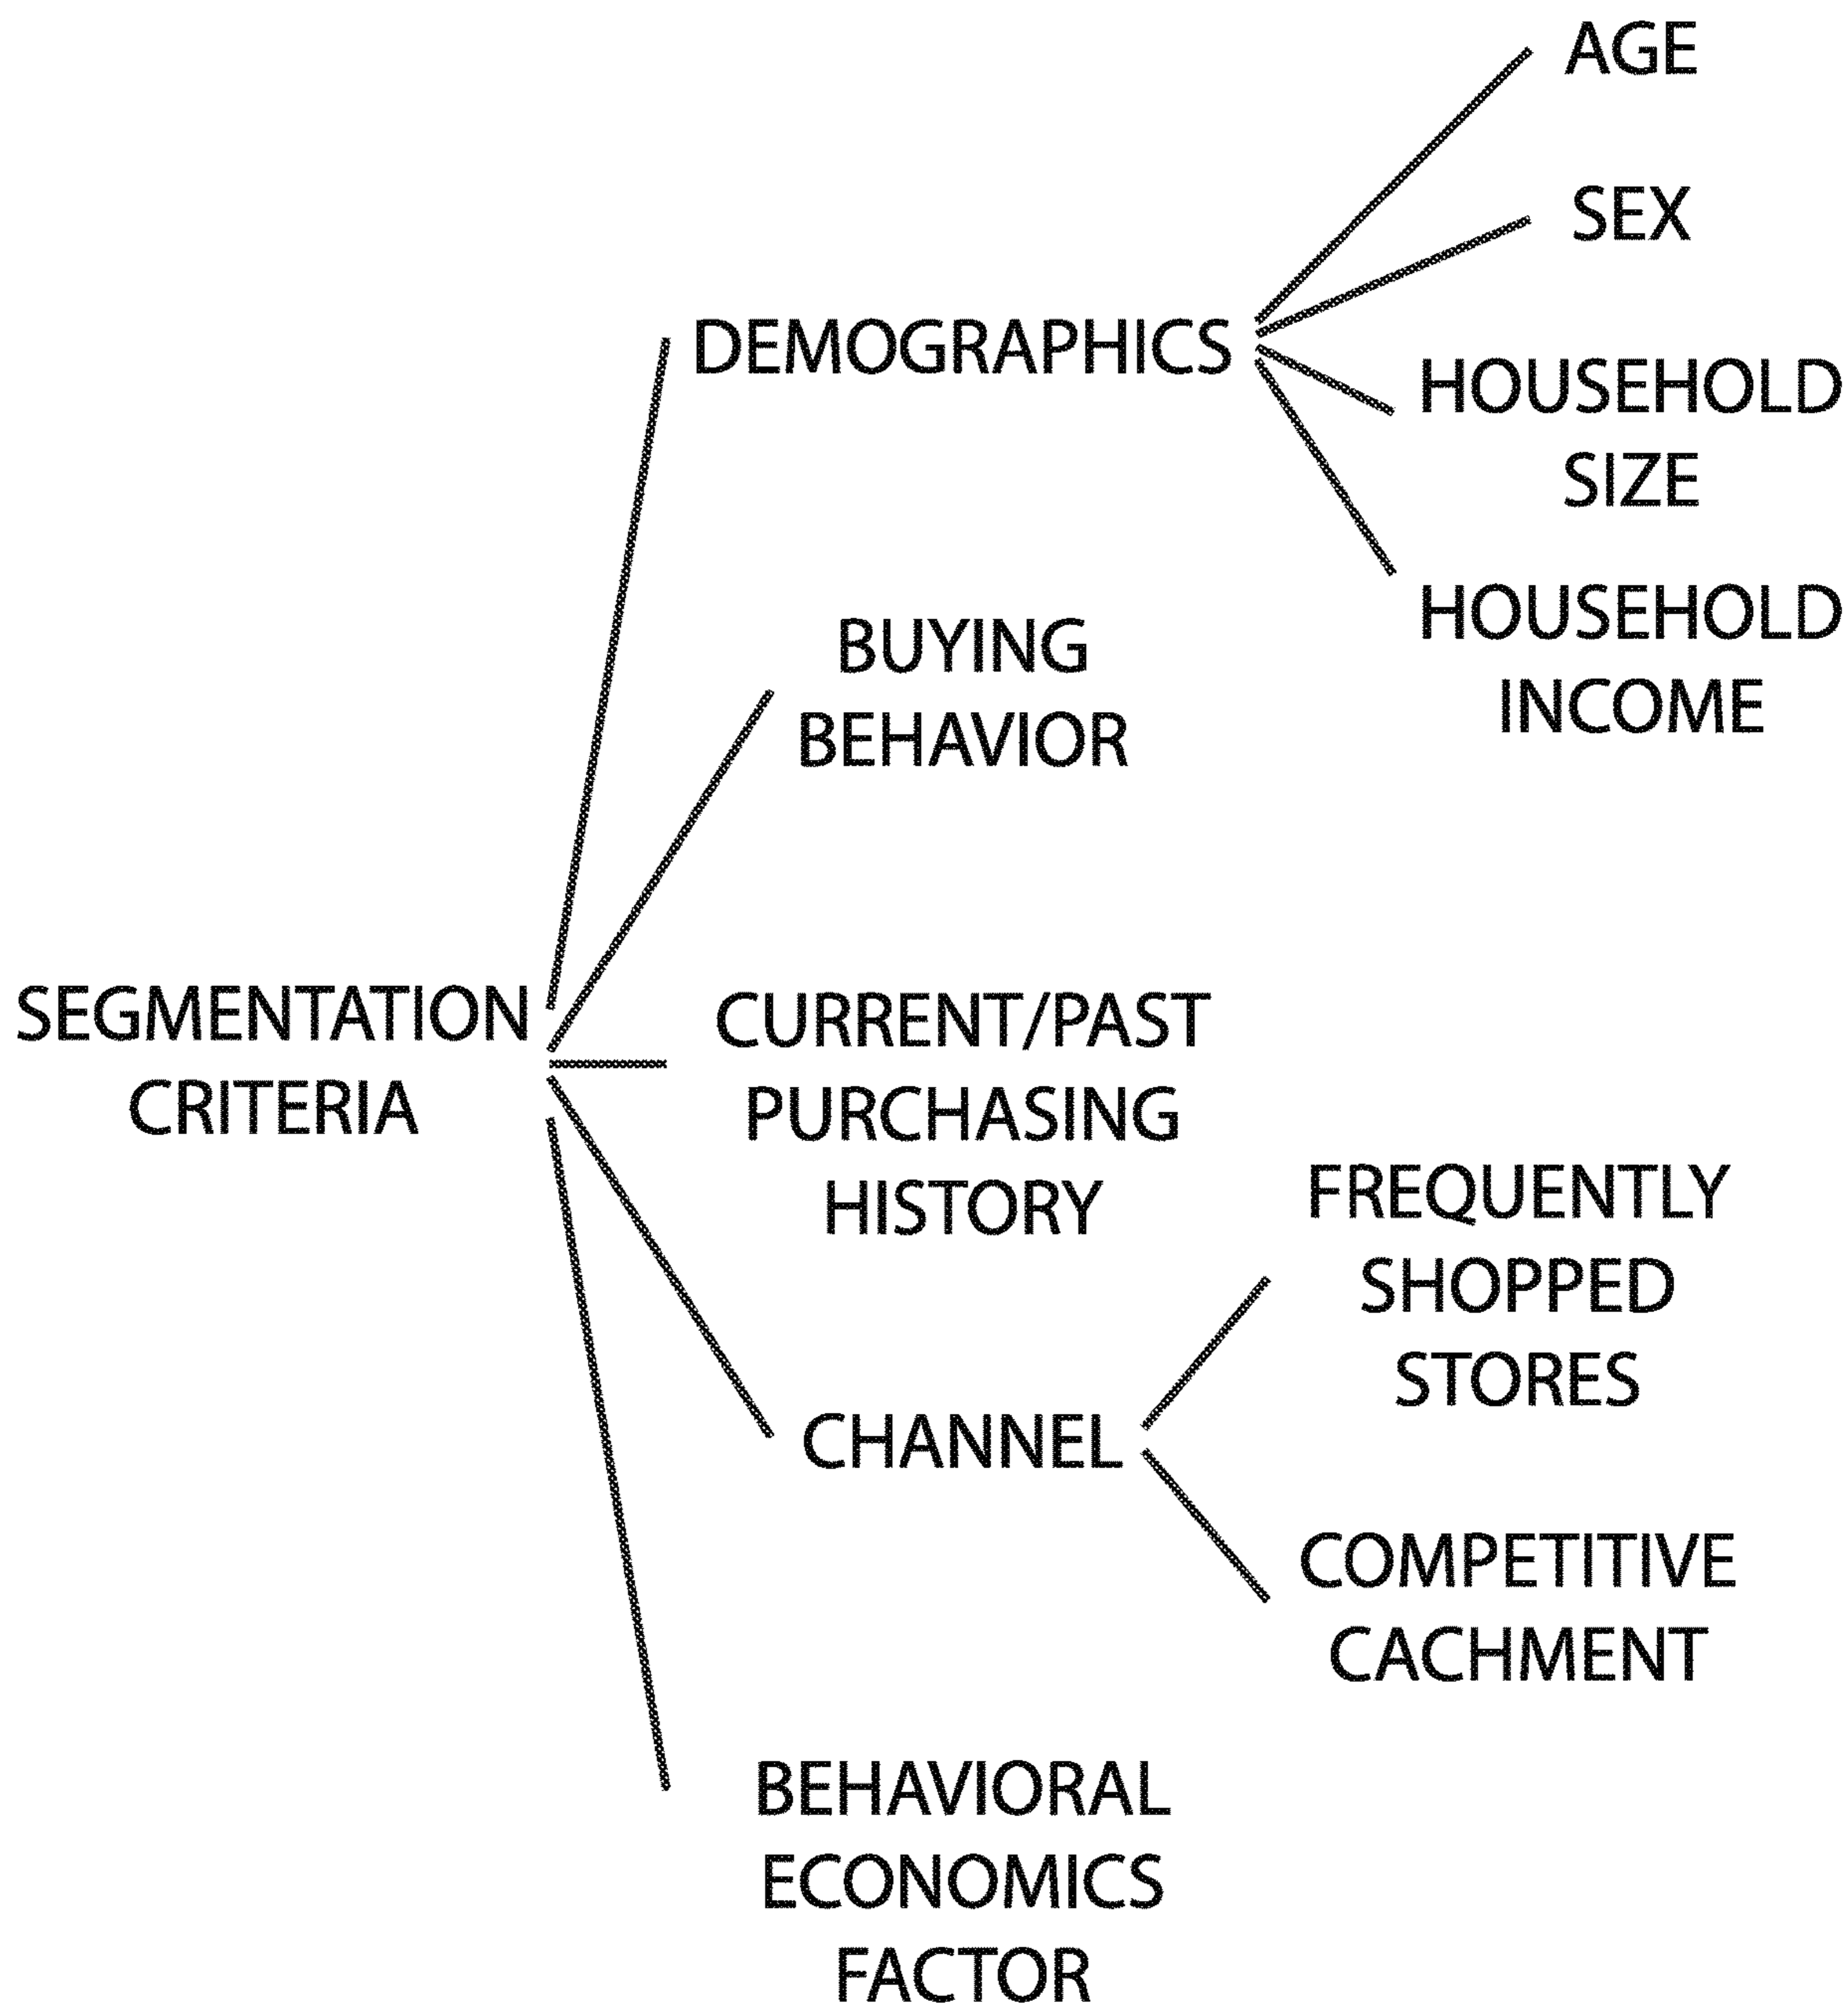 AGE
SEX
DEMOGRAPHICS
HOUSEHOLD
SIZE
HOUSEHOLD
INCOME
BUYING
BEHAVIOR
SEGMENTATION
CRITERIA
CURRENT/PAST
PURCHASING
HISTORY
FREQUENTLY
SHOPPED
STORES
CHANNEL
COMPETITIVE
CACHMENT
BEHAVIORAL
ECONOMICS
FACTOR